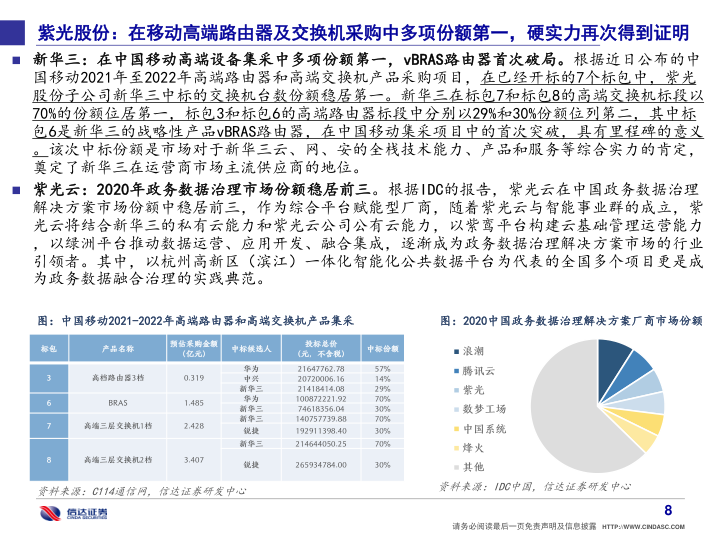 紫光股份：在移动高端路由器及交换机采购中多项份额第一，硬实力再次得到证明
■ 新华三：在中国移动高端设备集采中多项份额第一，vBRAS路由器首次破局。根据近日公布的中
国移动2021年至2022年高端路由器和高端交换机产品采购项目，在已经开标的7个标包中，紫光
股份子公司新华三中标的交换机台数份额稳居第一。新华三在标包7和标包8的高端交换机标段以
70%的份额位居第一，标包3和标包6的高端路由器标段中分别以29%和30%份额位列第二，其中标
包6是新华三的战略性产品vBRAS路由器，在中国移动集采项目中的首次突破，具有里程碑的意义
。该次中标份额是市场对于新华三云、网、安的全栈技术能力、产品和服务等综合实力的肯定，
奠定了新华三在运营商市场主流供应商的地位。
■ 紫光云：2020年政务数据治理市场份额稳居前三。根据IDC的报告，紫光云在中国政务数据治理
解决方案市场份额中稳居前三，作为综合平台赋能型厂商，随着紫光云与智能事业群的成立，紫
光云将结合新华三的私有云能力和紫光云公司公有云能力，以紫鸾平台构建云基础管理运营能力
，以绿洲平台推动数据运营、应用开发、融合集成，逐渐成为政务数据治理解决方案市场的行业
引领者。其中，以杭州高新区（滨江）一体化智能化公共数据平台为代表的全国多个项目更是成
为政务数据融合治理的实践典范。
图：中国移动2021-2022年高端路由器和高端交换机产品集采
标包 产品名称 预估采购金额（亿元） 中标候选人 投标总价（元，不含税） 中标份额
3 高档路由器3档 0.319 华为 21647762.78 57%
中兴 20720006.16 14%
新华三 21418414.08 29%
6 BRAS 1.485 华为 100872221.92 70%
新华三 74618356.04 30%
7 高端三层交换机1档 2.428 新华三 140757739.88 70%
锐捷 192911398.40 30%
8 高端三层交换机2档 3.407 新华三 214644050.25 70%
锐捷 265934784.00 30%
资料来源：C114通信网，信达证券研发中心
图：2020中国政务数据治理解决方案厂商市场份额
浪潮
腾讯云
紫光
数梦工场
中国系统
烽火
其他
资料来源：IDC中国，信达证券研发中心
信达证券
CINDA SECURITIES
8
请务必阅读最后一页免责声明及信息披露 HTTP://WWW.CINDASC.COM